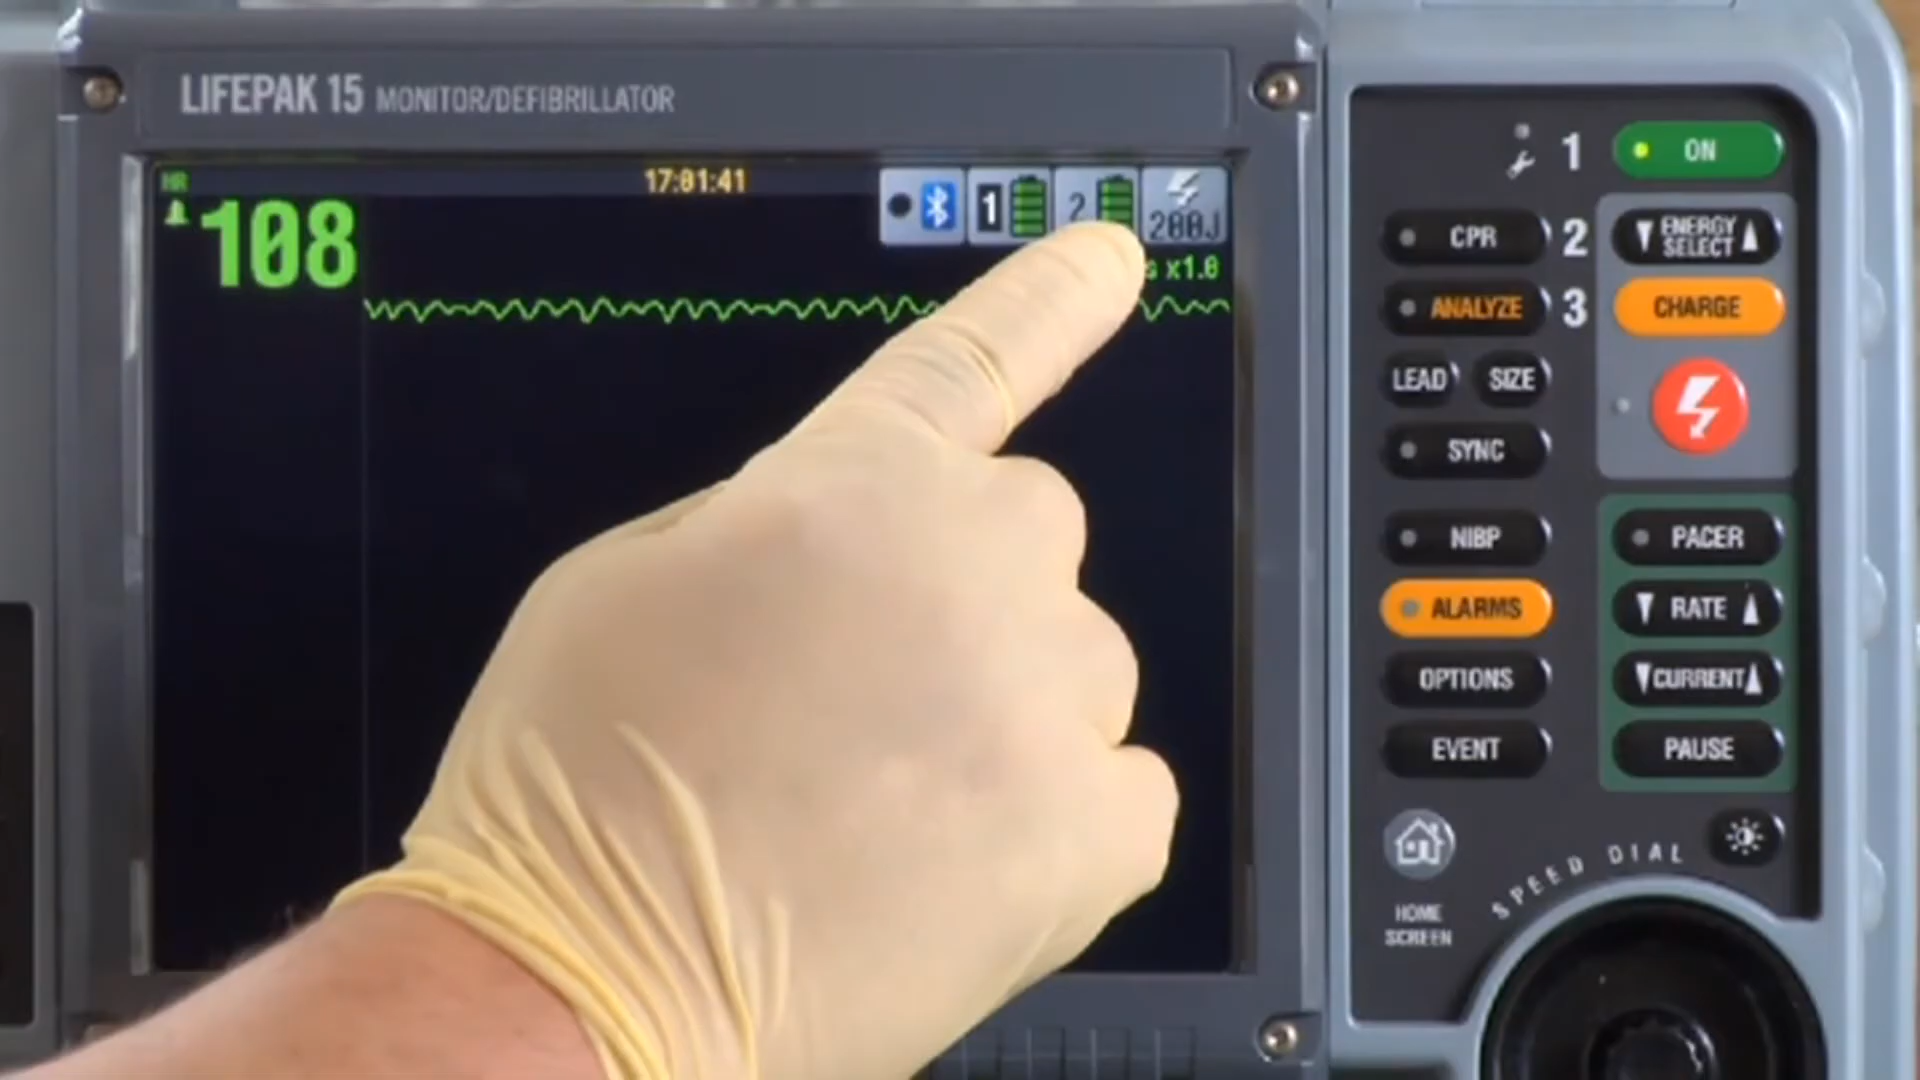 LIFEPAK 15 MONITOR/DEFIBRILLATOR
HR
108
17:01:41
1
2
200J
x1.0
1 ON
CPR 2 ENERGY SELECT
ANALYZE 3 CHARGE
LEAD SIZE
SYNC
NIBP PACER
ALARMS RATE
OPTIONS CURRENT
EVENT PAUSE
SPEED DIAL
HOME
SCREEN